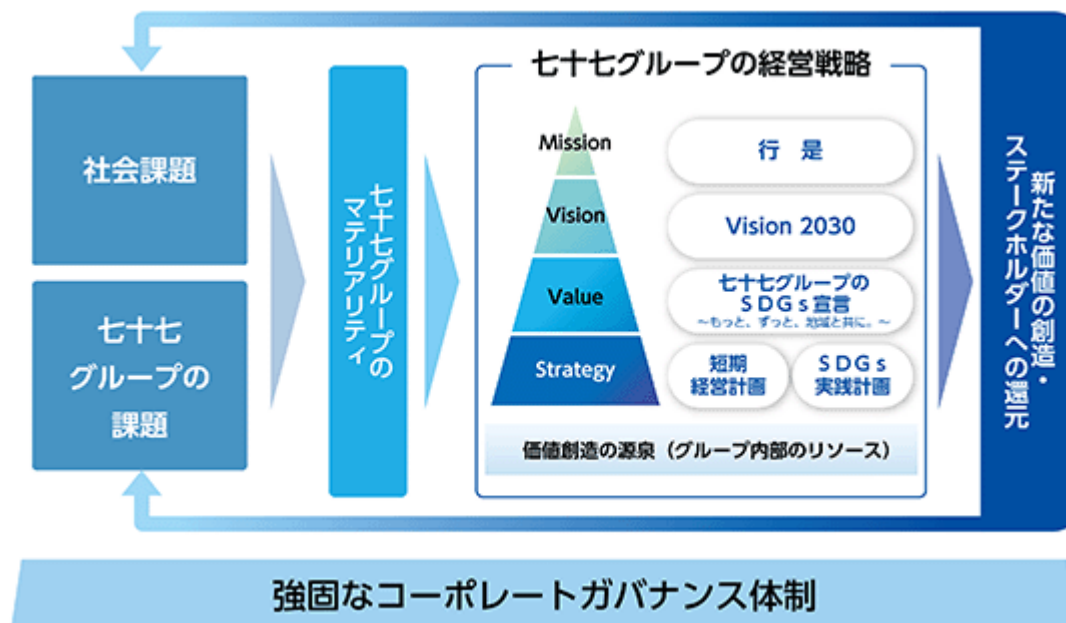 社会課題
七十七
グループの
課題
七十七グループの
マテリアリティ
七十七グループの経営戦略
Mission
行 是
Vision
Vision 2030
Value
七十七グループの
SDGs宣言
~もっと、ずっと、地域と共に。~
Strategy
短期
経営計画
SDGs
実践計画
価値創造の源泉（グループ内部のリソース）
新たな価値の創造・
ステークホルダーへの還元
強固なコーポレートガバナンス体制